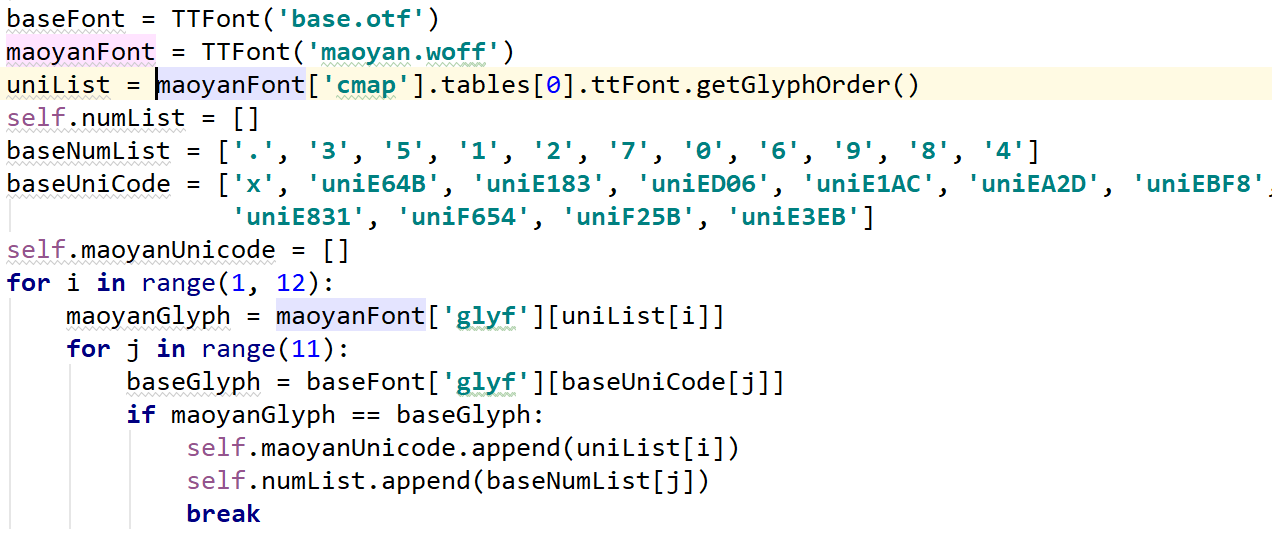 baseFont = TTFont('base.otf')
maoyanFont = TTFont('maoyan.woff')
uniList = maoyanFont['cmap'].tables[0].ttFont.getGlyphOrder()
self.numList = []
baseNumList = ['.', '3', '5', '1', '2', '7', '0', '6', '9', '8', '4']
baseUniCode = ['x', 'uniE64B', 'uniE183', 'uniED06', 'uniE1AC', 'uniEA2D', 'uniEBF8',
'uniE831', 'uniF654', 'uniF25B', 'uniE3EB']
self.maoyanUnicode = []
for i in range(1, 12):
maoyanGlyph = maoyanFont['glyf'][uniList[i]]
for j in range(11):
baseGlyph = baseFont['glyf'][baseUniCode[j]]
if maoyanGlyph == baseGlyph:
self.maoyanUnicode.append(uniList[i])
self.numList.append(baseNumList[j])
break